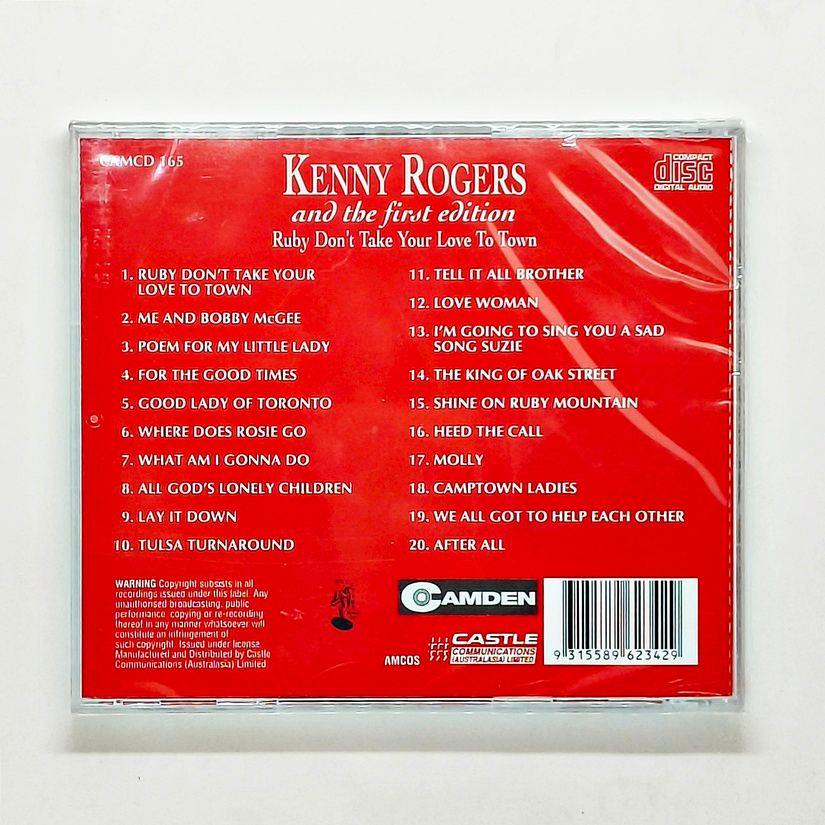 CAMCD 165
KENNY ROGERS
and the first edition
Ruby Don't Take Your Love To Town
COMPACT
disc
DIGITAL AUDIO
1. RUBY DON'T TAKE YOUR
LOVE TO TOWN
2. ME AND BOBBY McGEE
3. POEM FOR MY LITTLE LADY
4. FOR THE GOOD TIMES
5. GOOD LADY OF TORONTO
6. WHERE DOES ROSIE GO
7. WHAT AM I GONNA DO
8. ALL GOD'S LONELY CHILDREN
9. LAY IT DOWN
10. TULSA TURNAROUND
11. TELL IT ALL BROTHER
12. LOVE WOMAN
13. I'M GOING TO SING YOU A SAD
SONG SUZIE
14. THE KING OF OAK STREET
15. SHINE ON RUBY MOUNTAIN
16. HEED THE CALL
17. MOLLY
18. CAMPTOWN LADIES
19. WE ALL GOT TO HELP EACH OTHER
20. AFTER ALL
WARNING Copyright subsists in all
recordings issued under this label. Any
unauthorised broadcasting, public
performance, copying or re-recording
thereof in any manner whatsoever will
constitute an infringement of
such copyright. Issued under license.
Manufactured and Distributed by Castle
Communications (Australasia) Limited
CAMDEN
AMCOS
CASTLE
COMMUNICATIONS
(AUSTRALASIA) LIMITED
9 315589 623429